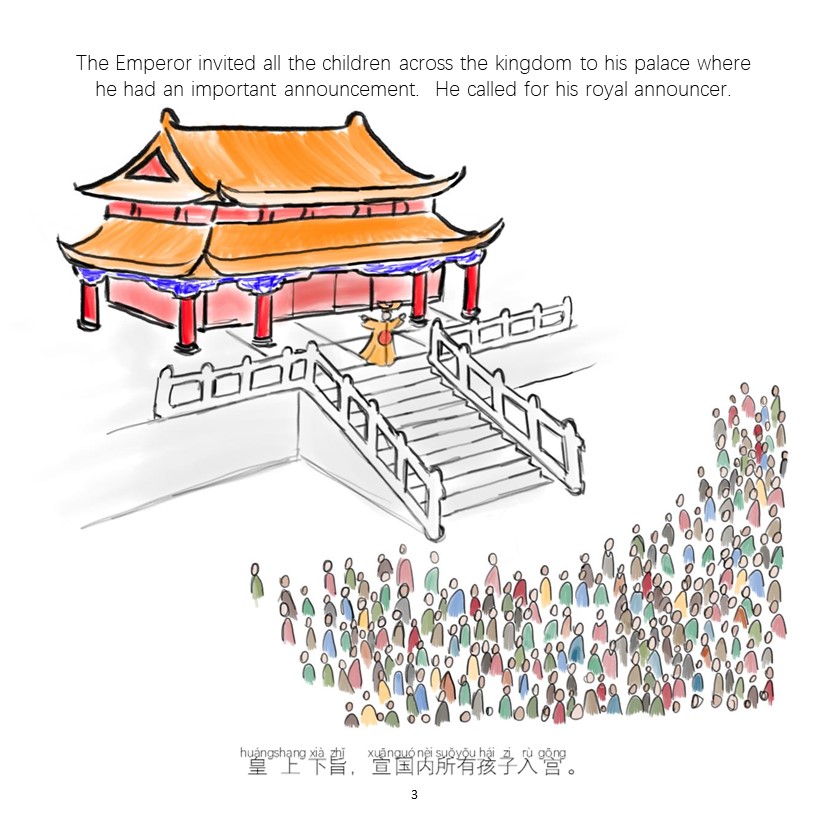 The Emperor invited all the children across the kingdom to his palace where
he had an important announcement.  He called for his royal announcer.
huángshang xià zhǐ xuānguónèi suǒyǒu hái zi rù gōng
皇上下旨，宣国内所有孩子入宫。
3